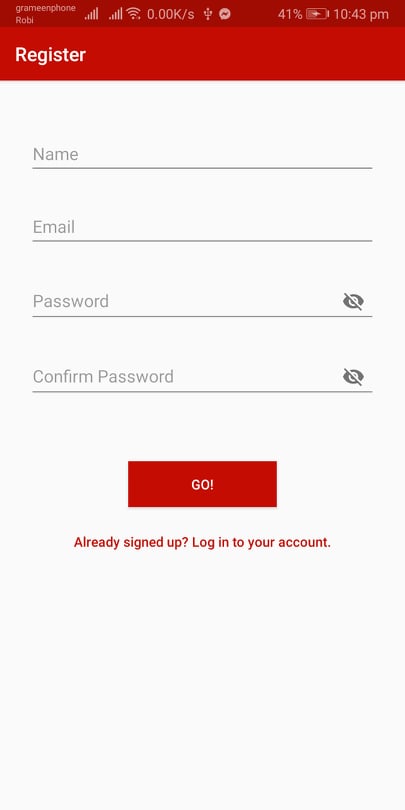 grameenphone
Robi
0.00K/s
41%
10:43 pm
Register
Name
Email
Password
Confirm Password
GO!
Already signed up? Log in to your account.